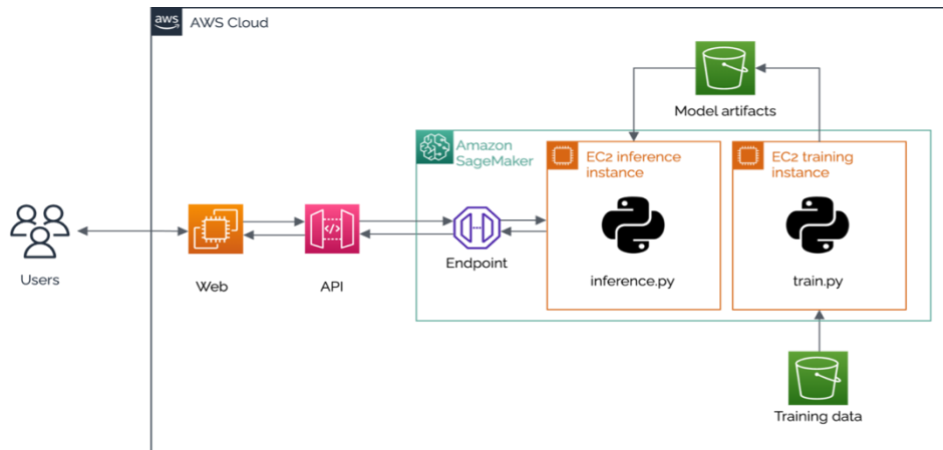 aws
AWS Cloud
Model artifacts
Amazon
SageMaker
EC2 inference
instance
EC2 training
instance
</>
Users
Web
API
Endpoint
inference.py
train.py
Training data